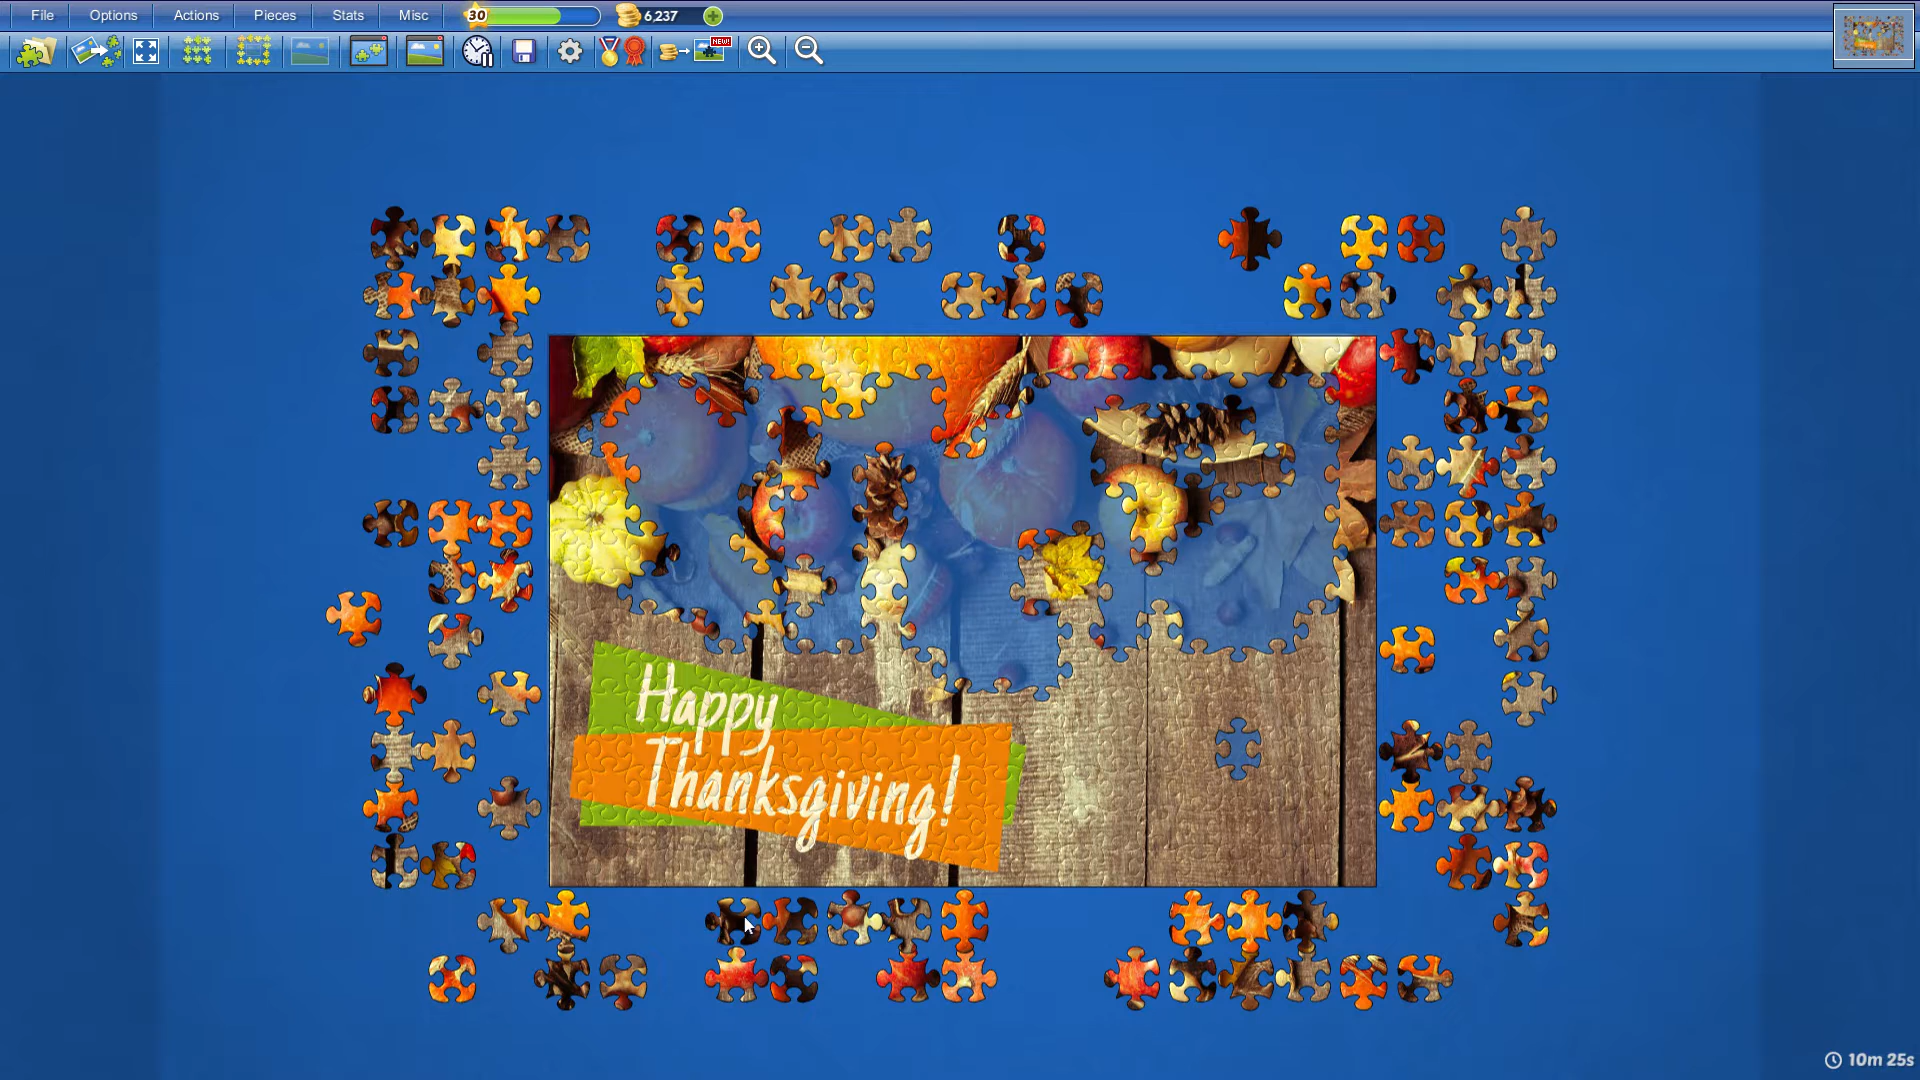 File Options Actions Pieces Stats Misc 30 6,237
NEW!
Happy
Thanksgiving!
10m 25s